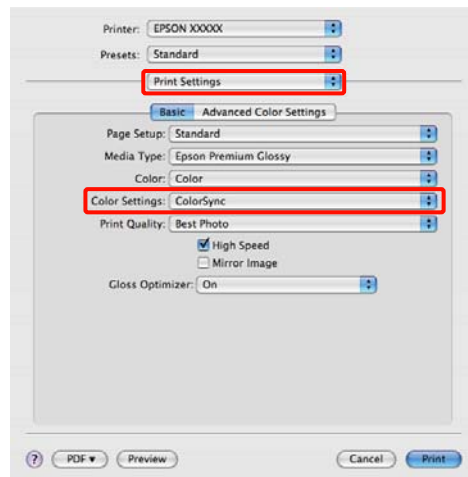 Printer: EPSON XXXXX
Presets: Standard
Print Settings
Basic Advanced Color Settings
Page Setup: Standard
Media Type: Epson Premium Glossy
Color: Color
Color Settings: ColorSync
Print Quality: Best Photo
High Speed
Mirror Image
Gloss Optimizer: On
? PDF ▾ Preview Cancel Print